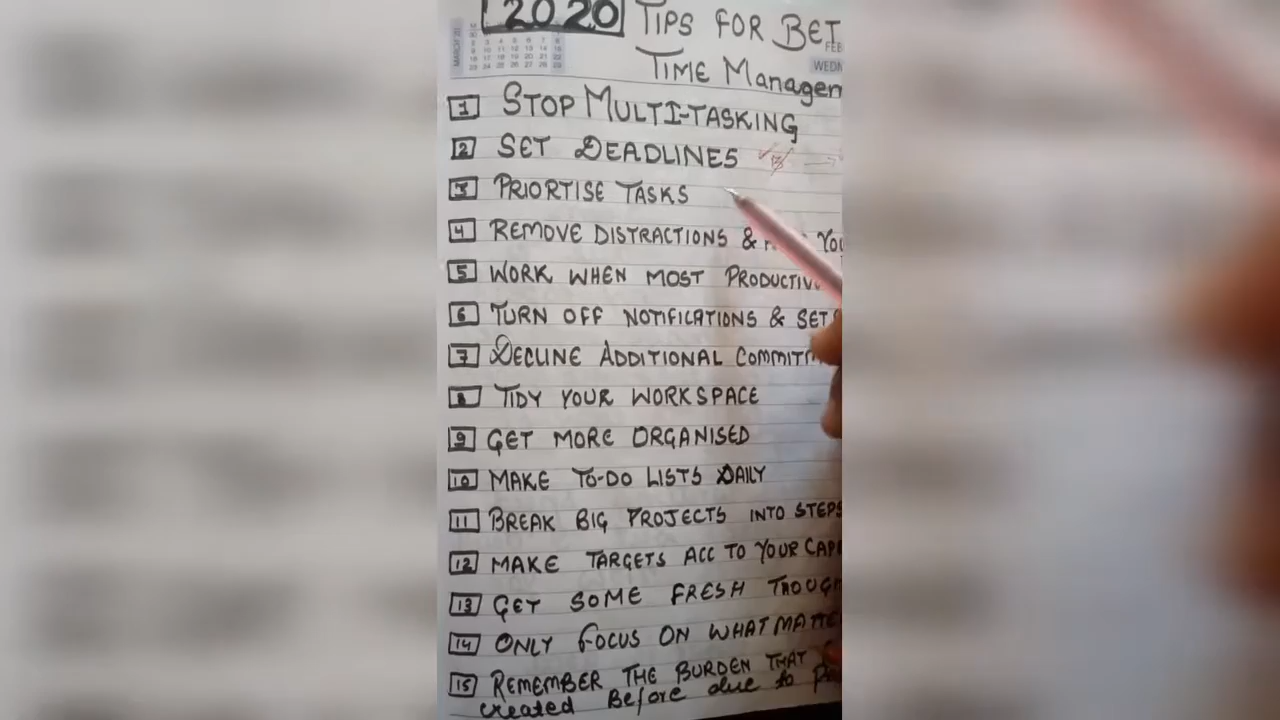 2020 TIPS FOR BET
TIME Managem
1 STOP MULTI-TASKING
2 SET DEADLINES
3 PRIORTISE TASKS
4 REMOVE DISTRACTIONS & YOU
5 WORK WHEN MOST PRODUCTIV
6 TURN OFF NOTIFICATIONS & SET
7 DECLINE ADDITIONAL COMMITM
8 TIDY YOUR WORKSPACE
9 GET MORE ORGANISED
10 MAKE TO-DO LISTS DAILY
11 BREAK BIG PROJECTS INTO STEPS
12 MAKE TARGETS ACC TO YOUR CAP
13 GET SOME FRESH THOUGH
14 ONLY FOCUS ON WHAT MATTE
15 REMEMBER THE BURDEN THAT
created Before due to